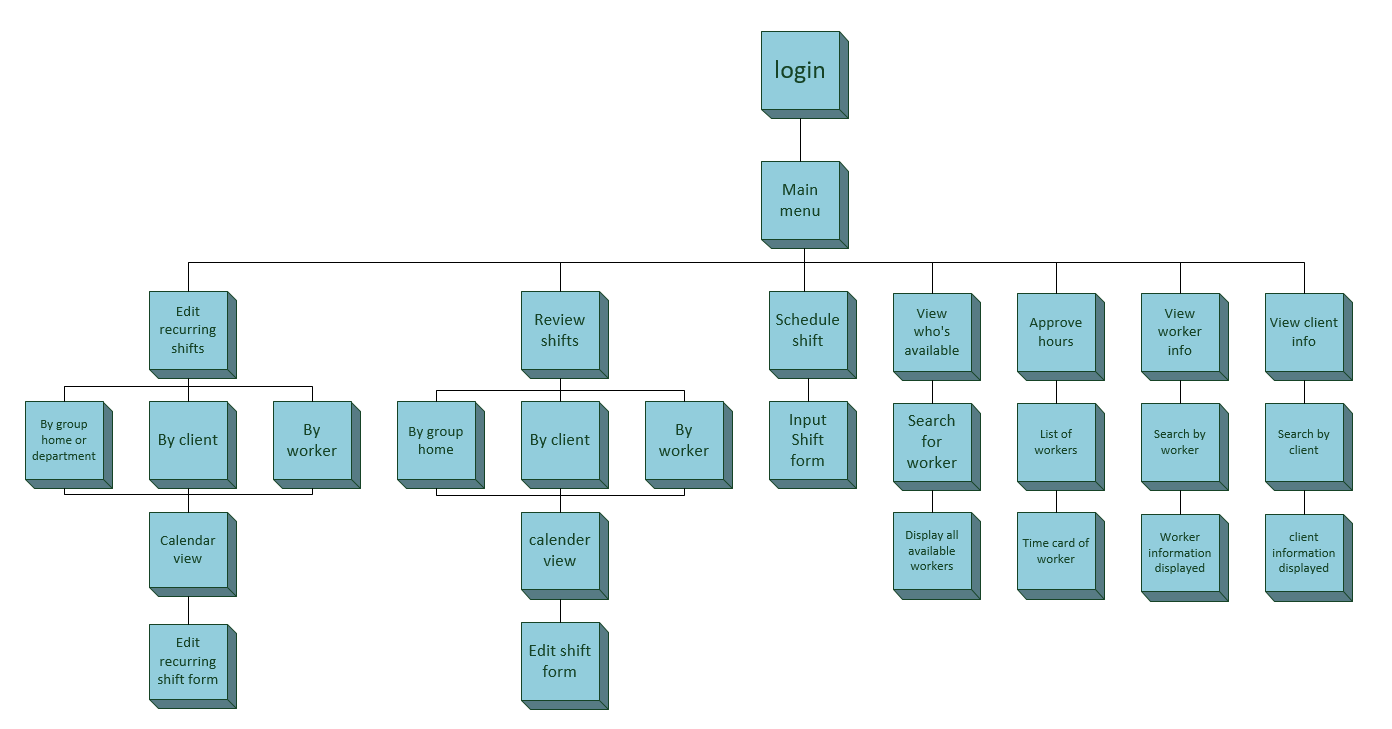 login
Main
menu
Edit
recurring
shifts
Review
shifts
Schedule
shift
View
who's
available
Approve
hours
View
worker
info
View client
info
By group
home or
department
By client
By
worker
By group
home
By client
By
worker
Input
Shift
form
Search
for
worker
List of
workers
Search by
worker
Search by
client
Calendar
view
calender
view
Display all
available
workers
Time card of
worker
Worker
information
displayed
client
information
displayed
Edit
recurring
shift form
Edit shift
form